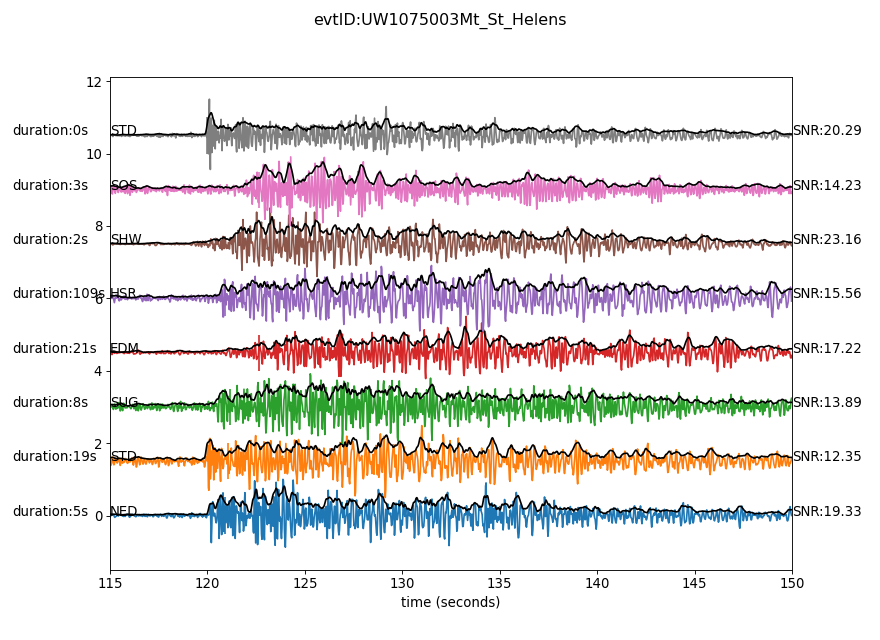 evtID:UW1075003Mt_St_Helens
12
duration:0s STD SNR:20.29
10
duration:3s SOS SNR:14.23
8
duration:2s SHW SNR:23.16
duration:109s HSR SNR:15.56
6
duration:21s EDM SNR:17.22
4
duration:8s SUG SNR:13.89
2
duration:19s STD SNR:12.35
duration:5s NED SNR:19.33
0
115 120 125 130 135 140 145 150
time (seconds)